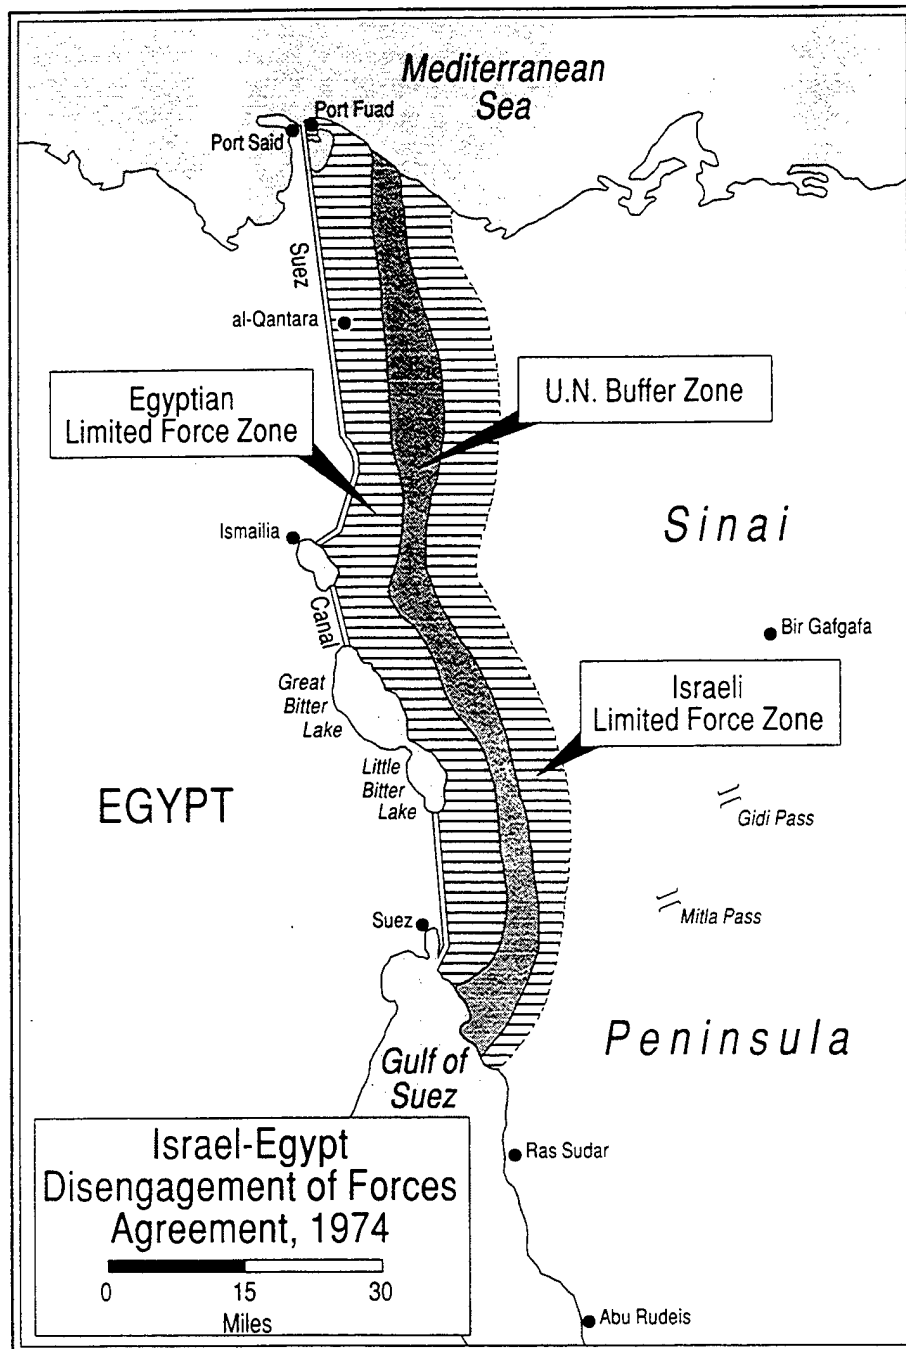 Mediterranean
Sea
Port Fuad
Port Said
Suez
al-Qantara
Egyptian
Limited Force Zone
U.N. Buffer Zone
Sinai
Ismailia
Canal
Bir Gafgafa
Great
Bitter
Lake
Israeli
Limited Force Zone
Little
Bitter
Lake
EGYPT
Gidi Pass
Mitla Pass
Suez
Peninsula
Gulf of
Suez
Israel-Egypt
Disengagement of Forces
Agreement, 1974
0 15 30
Miles
Ras Sudar
Abu Rudeis